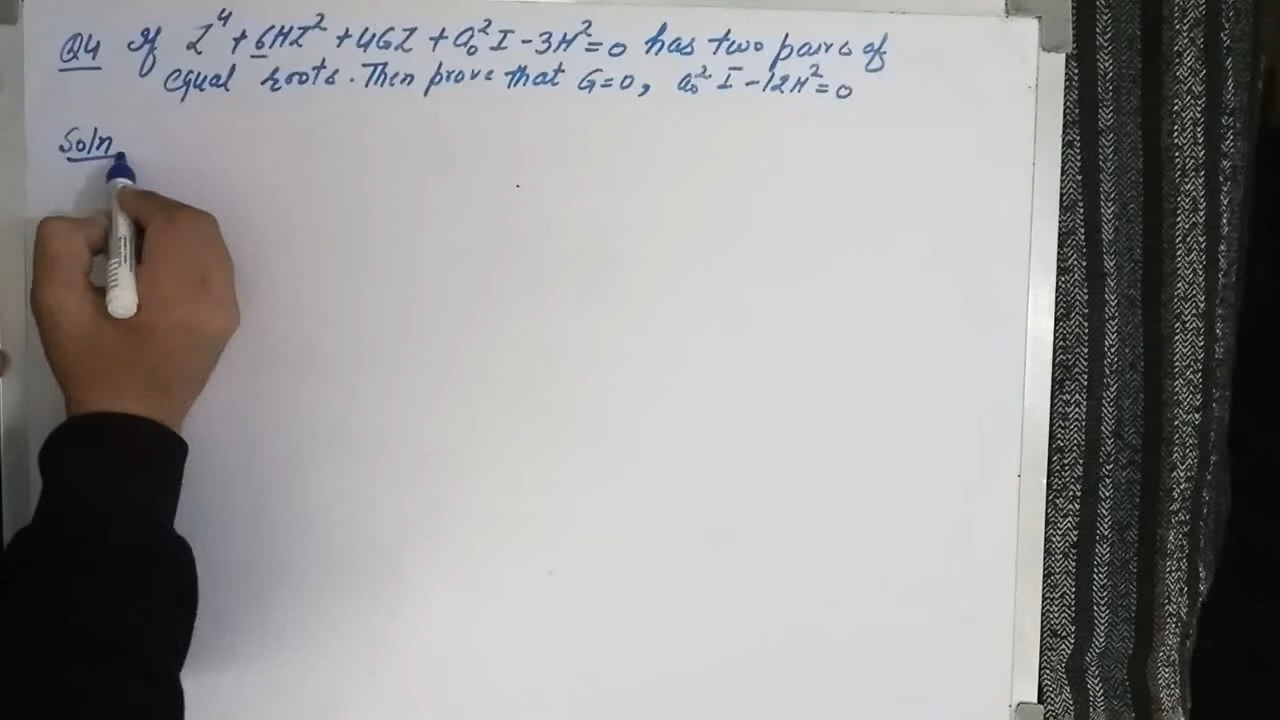 Q4 If Z⁴ + 6HZ² + 4GZ + a₀²I - 3H² = 0 has two pairs of
equal roots. Then prove that G=0, a₀²I - 12H² = 0
Soln